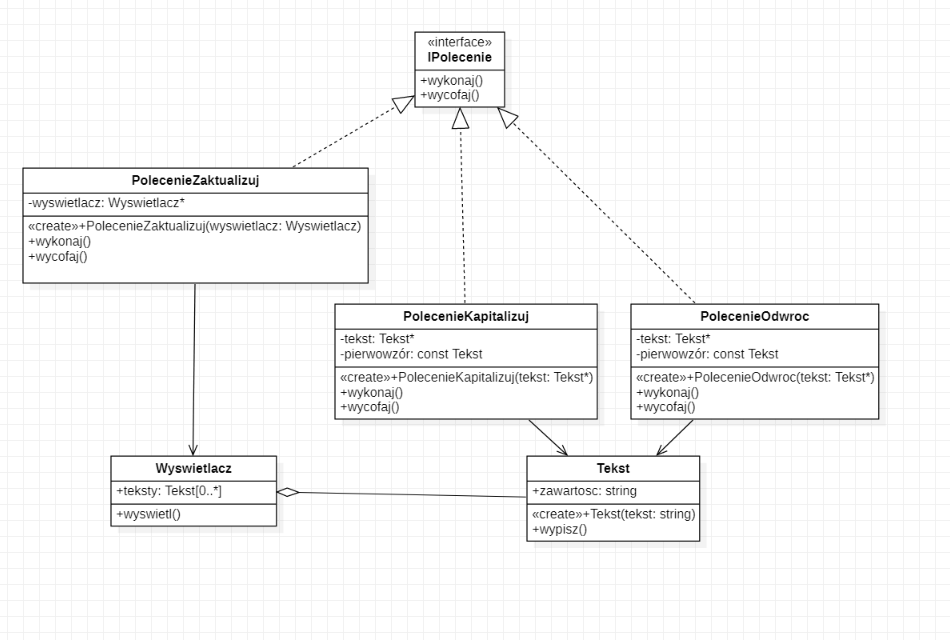 «interface»
IPolecenie
+wykonaj()
+wycofaj()
PolecenieZaktualizuj
-wyswietlacz: Wyswietlacz*
«create»+PolecenieZaktualizuj(wyswietlacz: Wyswietlacz)
+wykonaj()
+wycofaj()
PolecenieKapitalizuj
-tekst: Tekst*
-pierwowzór: const Tekst
«create»+PolecenieKapitalizuj(tekst: Tekst*)
+wykonaj()
+wycofaj()
PolecenieOdwroc
-tekst: Tekst*
-pierwowzór: const Tekst
«create»+PolecenieOdwroc(tekst: Tekst*)
+wykonaj()
+wycofaj()
Wyswietlacz
+teksty: Tekst[0..*]
+wyswietl()
Tekst
+zawartosc: string
«create»+Tekst(tekst: string)
+wypisz()